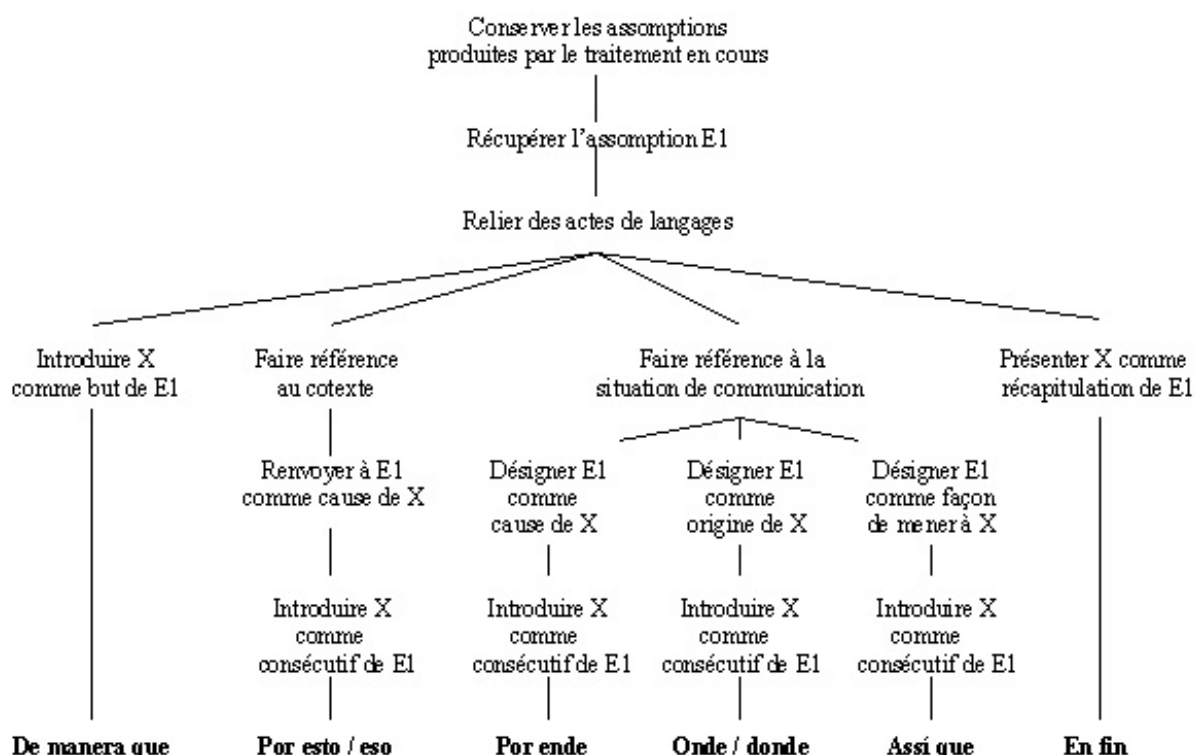 Conserver les assomptions
produites par le traitement en cours
Récupérer l'assomption E1
Relier des actes de langages
Introduire X
comme but de E1
Faire référence
au cotexte
Faire référence à la
situation de communication
Présenter X comme
récapitulation de E1
Renvoyer à E1
comme cause de X
Désigner E1
comme
cause de X
Désigner E1
comme
origine de X
Désigner E1
comme façon
de mener à X
Introduire X
comme
consécutif de E1
Introduire X
comme
consécutif de E1
Introduire X
comme
consécutif de E1
Introduire X
comme
consécutif de E1
De manera que
Por esto / eso
Por ende
Onde / donde
Assí que
En fin